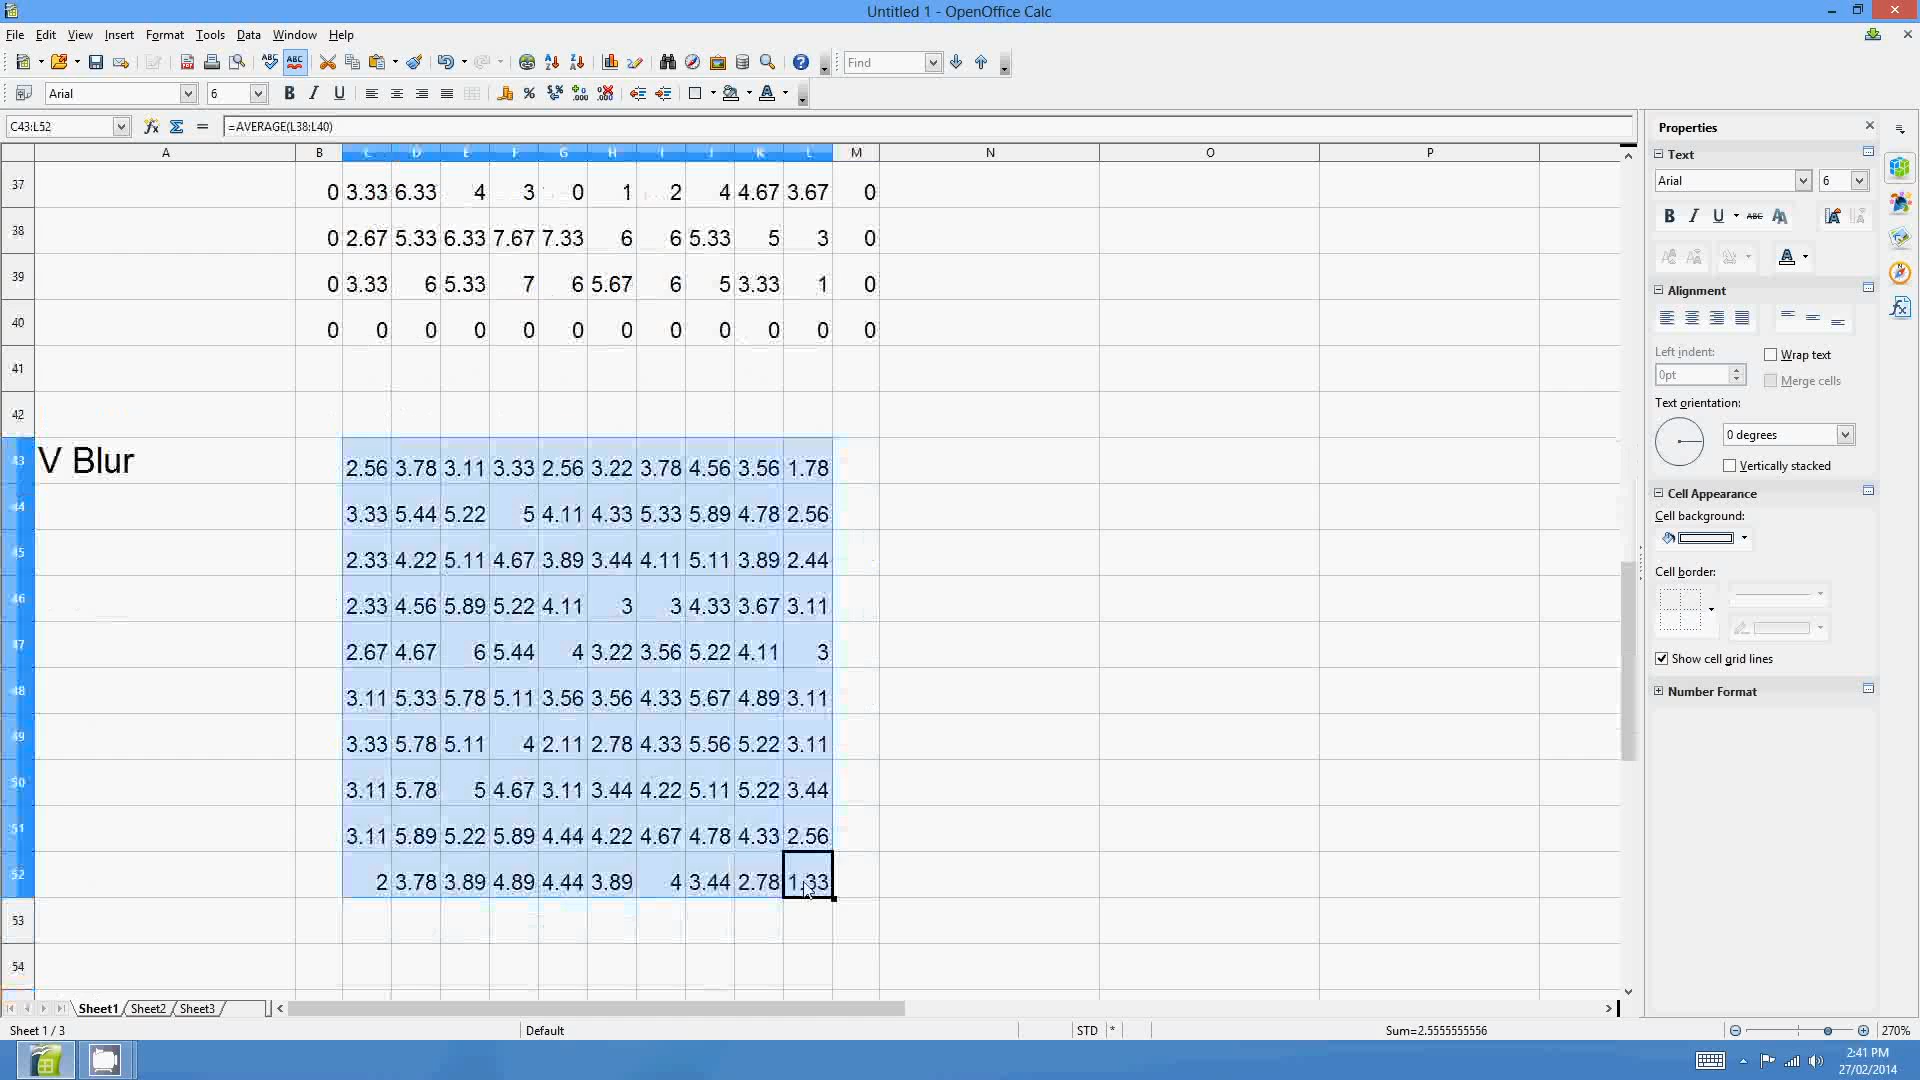 Untitled 1 - OpenOffice Calc
File Edit View Insert Format Tools Data Window Help
Find
Arial 6
C43:L52 =AVERAGE(L38:L40)
A B C D E F G H I J K L M N O P
37 0 3.33 6.33 4 3 0 1 2 4 4.67 3.67 0
38 0 2.67 5.33 6.33 7.67 7.33 6 6 5.33 5 3 0
39 0 3.33 6 5.33 7 6 5.67 6 5 3.33 1 0
40 0 0 0 0 0 0 0 0 0 0 0 0
41
42
43 V Blur 2.56 3.78 3.11 3.33 2.56 3.22 3.78 4.56 3.56 1.78
44 3.33 5.44 5.22 5 4.11 4.33 5.33 5.89 4.78 2.56
45 2.33 4.22 5.11 4.67 3.89 3.44 4.11 5.11 3.89 2.44
46 2.33 4.56 5.89 5.22 4.11 3 3 4.33 3.67 3.11
47 2.67 4.67 6 5.44 4 3.22 3.56 5.22 4.11 3
48 3.11 5.33 5.78 5.11 3.56 3.56 4.33 5.67 4.89 3.11
49 3.33 5.78 5.11 4 2.11 2.78 4.33 5.56 5.22 3.11
50 3.11 5.78 5 4.67 3.11 3.44 4.22 5.11 5.22 3.44
51 3.11 5.89 5.22 5.89 4.44 4.22 4.67 4.78 4.33 2.56
52 2 3.78 3.89 4.89 4.44 3.89 4 3.44 2.78 1.33
53
54
Properties
Text
Arial 6
Alignment
Left indent: Wrap text
0pt Merge cells
Text orientation:
0 degrees
Vertically stacked
Cell Appearance
Cell background:
Cell border:
Show cell grid lines
Number Format
Sheet1 Sheet2 Sheet3
Sheet 1 / 3 Default STD * Sum=2.5555555556 270%
2:41 PM
27/02/2014